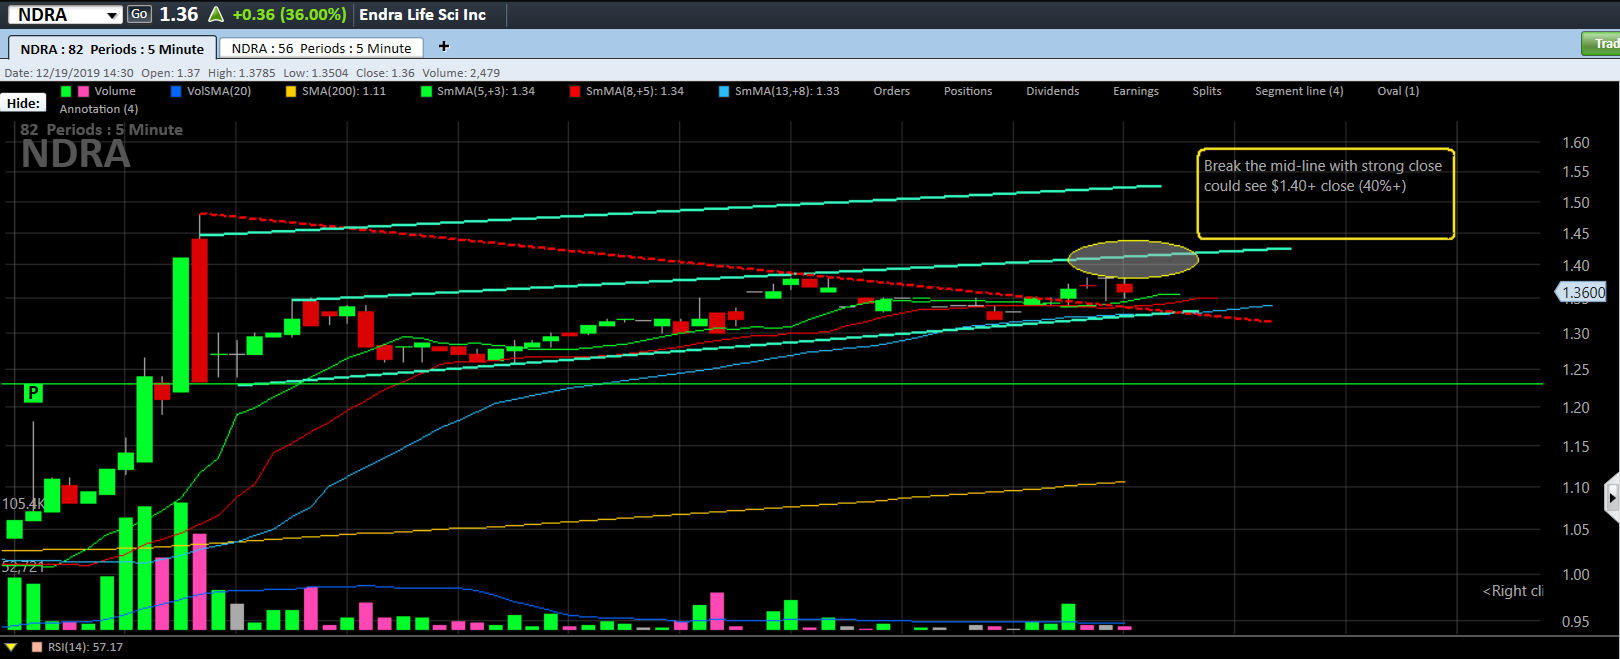 NDRA Go 1.36 +0.36 (36.00%) Endra Life Sci Inc
NDRA : 82 Periods : 5 Minute NDRA : 56 Periods : 5 Minute + Trad
Date: 12/19/2019 14:30 Open: 1.37 High: 1.3785 Low: 1.3504 Close: 1.36 Volume: 2,479
Hide: Volume VolSMA(20) SMA(200): 1.11 SmMA(5,+3): 1.34 SmMA(8,+5): 1.34 SmMA(13,+8): 1.33 Orders Positions Dividends Earnings Splits Segment line (4) Oval (1)
Annotation (4)
82 Periods : 5 Minute
NDRA
Break the mid-line with strong close
could see $1.40+ close (40%+)
1.60
1.55
1.50
1.45
1.40
1.3600
1.30
1.25
P
1.20
1.15
1.10
105.4K
1.05
52,721
1.00
<Right cli
0.95
RSI(14): 57.17